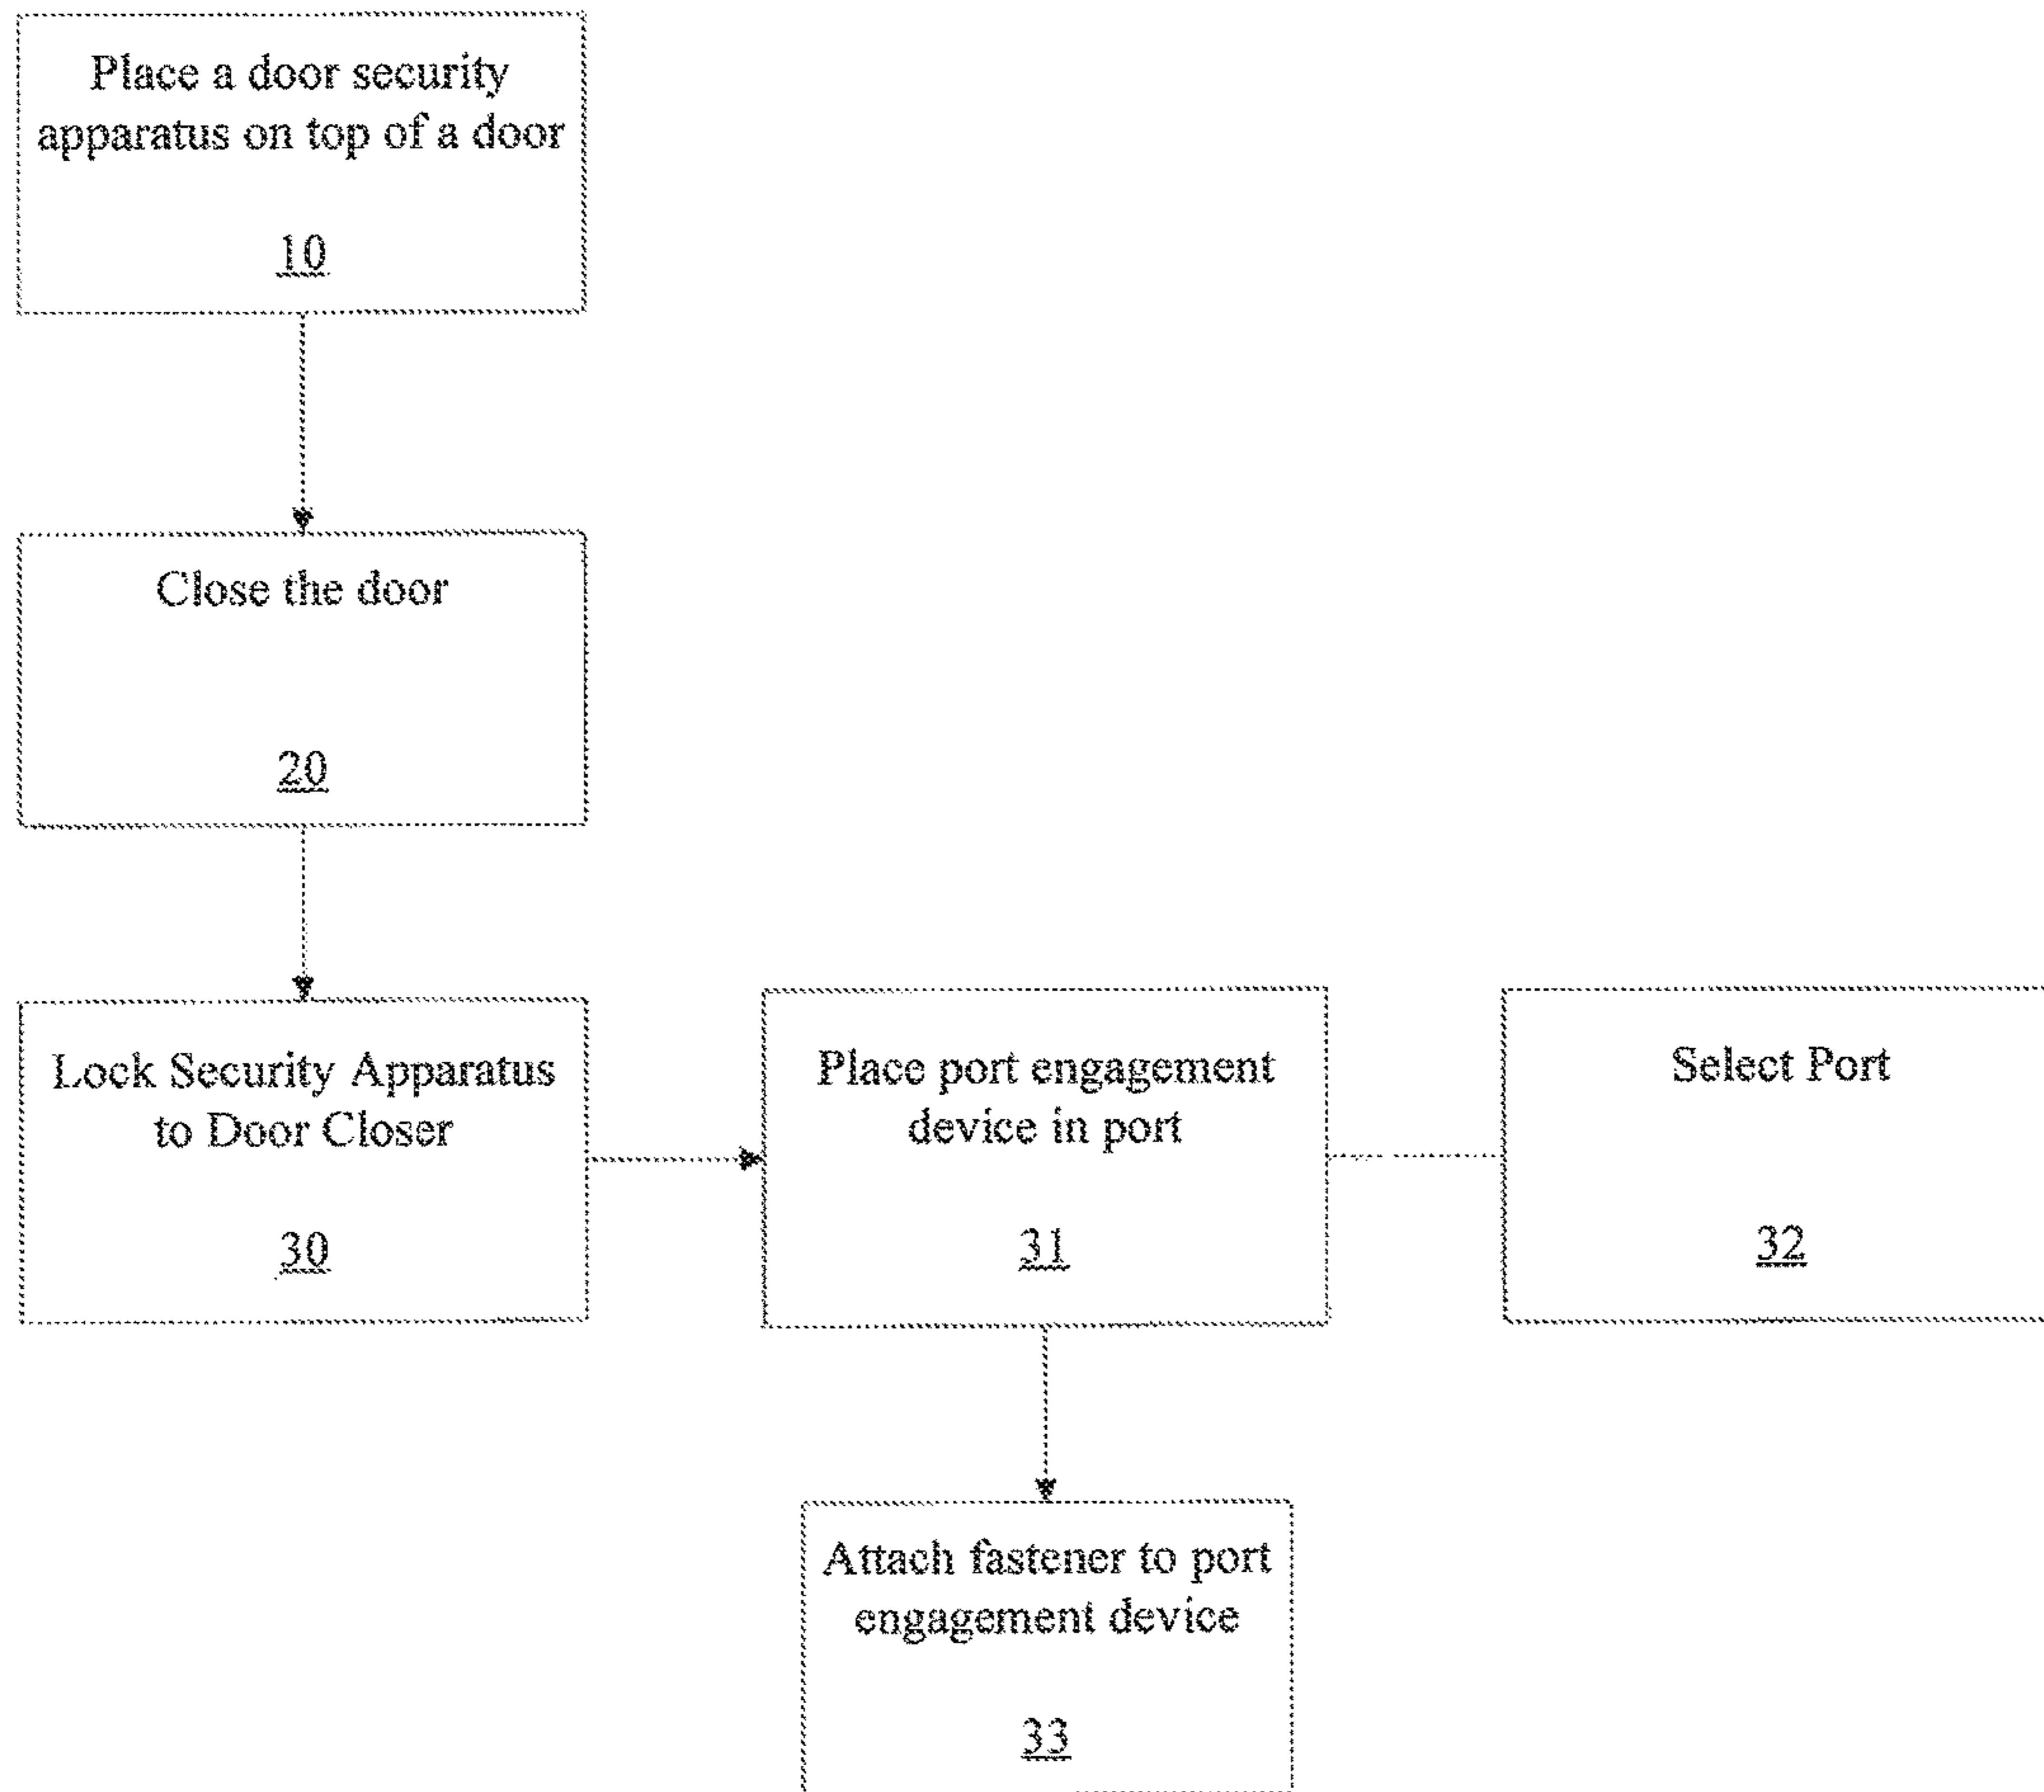 Place a door security
apparatus on top of a door
10
Close the door
20
Lock Security Apparatus
to Door Closer
30
Place port engagement
device in port
31
Select Port
32
Attach fastener to port
engagement device
33